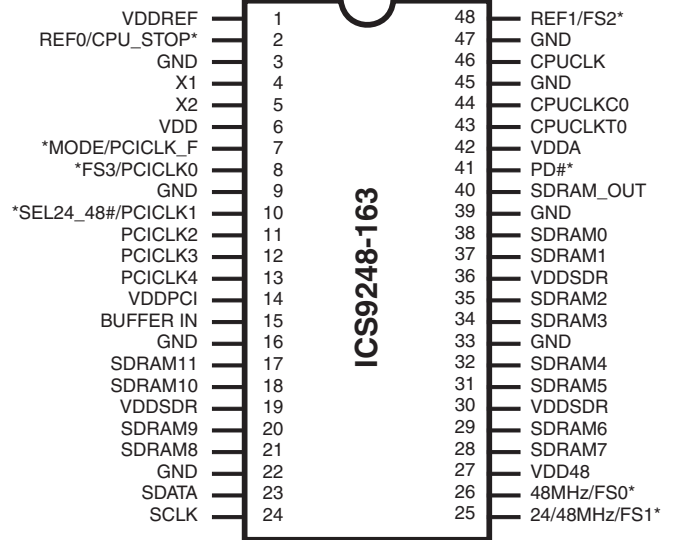 VDDREF 1 48 REF1/FS2*
REF0/CPU_STOP* 2 47 GND
GND 3 46 CPUCLK
X1 4 45 GND
X2 5 44 CPUCLKC0
VDD 6 43 CPUCLKT0
*MODE/PCICLK_F 7 42 VDDA
*FS3/PCICLK0 8 41 PD#*
GND 9 40 SDRAM_OUT
*SEL24_48#/PCICLK1 10 39 GND
PCICLK2 11 38 SDRAM0
PCICLK3 12 37 SDRAM1
PCICLK4 13 36 VDDSDR
VDDPCI 14 35 SDRAM2
BUFFER IN 15 34 SDRAM3
GND 16 33 GND
SDRAM11 17 32 SDRAM4
SDRAM10 18 31 SDRAM5
VDDSDR 19 30 VDDSDR
SDRAM9 20 29 SDRAM6
SDRAM8 21 28 SDRAM7
GND 22 27 VDD48
SDATA 23 26 48MHz/FS0*
SCLK 24 25 24/48MHz/FS1*
ICS9248-163